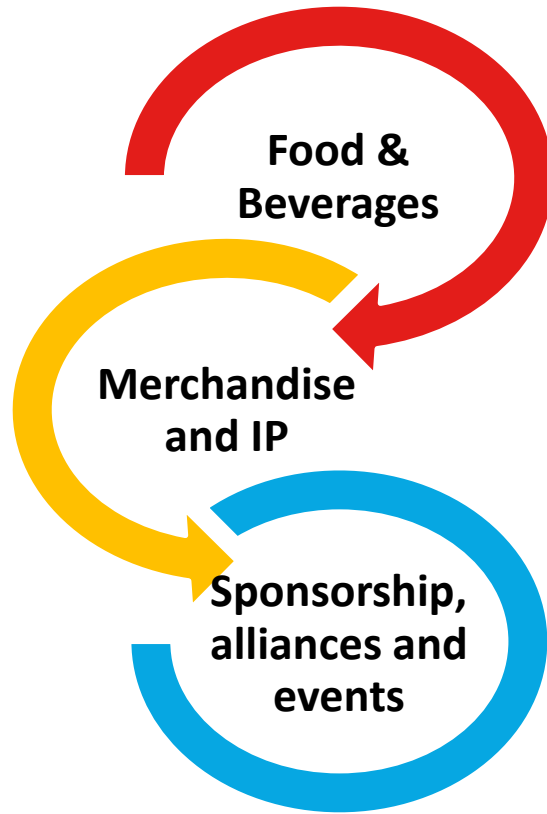 Food &
Beverages
Merchandise
and IP
Sponsorship,
alliances and
events